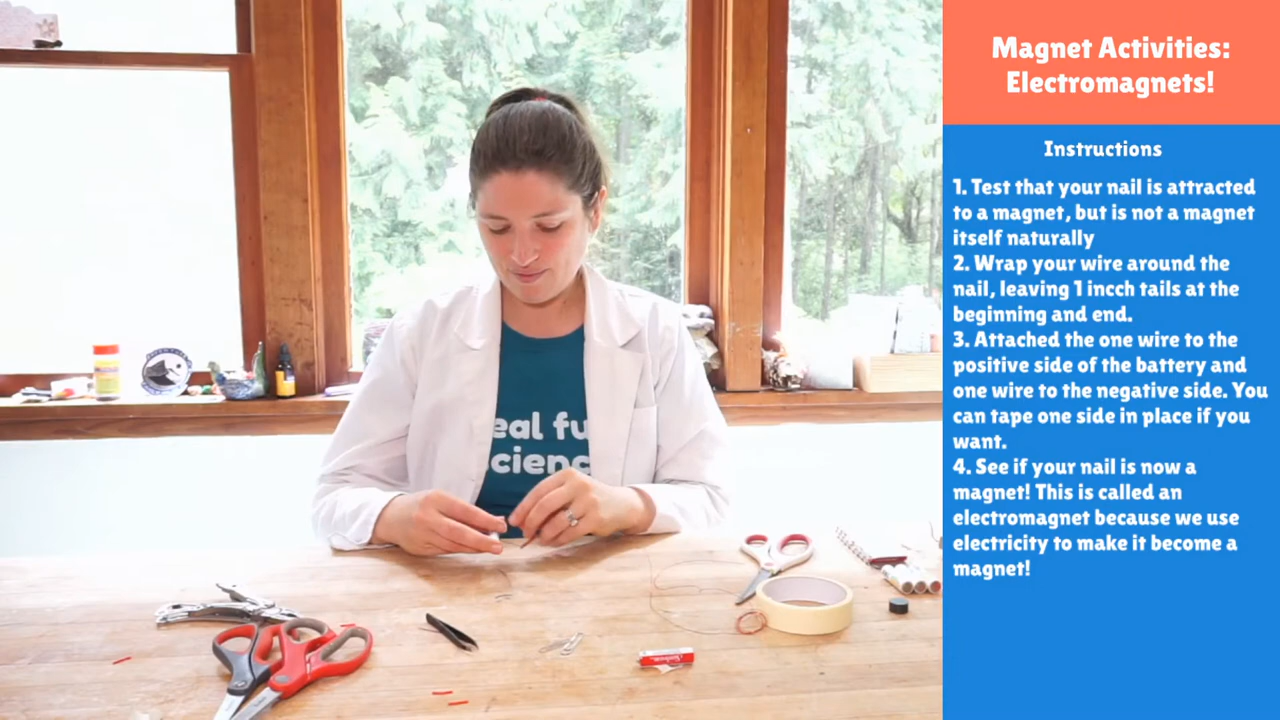 Magnet Activities:
Electromagnets!
Instructions
1. Test that your nail is attracted
to a magnet, but is not a magnet
itself naturally
2. Wrap your wire around the
nail, leaving 1 incch tails at the
beginning and end.
3. Attached the one wire to the
positive side of the battery and
one wire to the negative side. You
can tape one side in place if you
want.
4. See if your nail is now a
magnet! This is called an
electromagnet because we use
electricity to make it become a
magnet!
eal fu
cienc